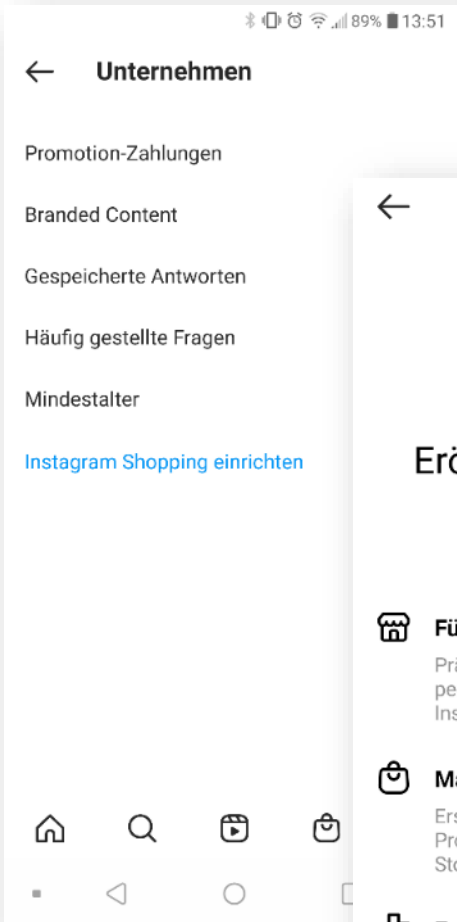 89% 13:51
Unternehmen
Promotion-Zahlungen
Branded Content
Gespeicherte Antworten
Häufig gestellte Fragen
Mindestalter
Instagram Shopping einrichten